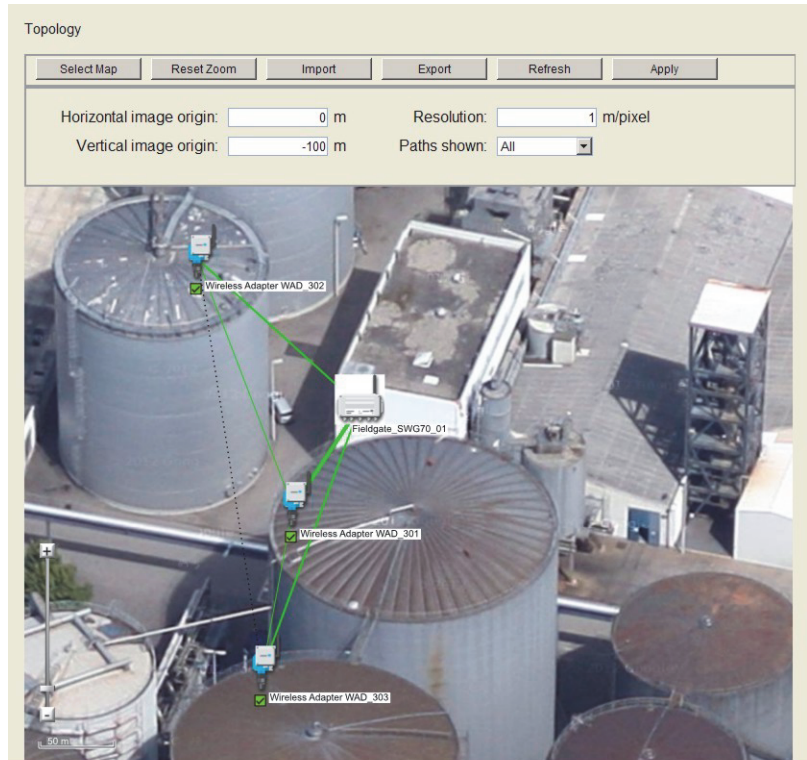 Topology
Select Map Reset Zoom Import Export Refresh Apply
Horizontal image origin: 0 m Resolution: 1 m/pixel
Vertical image origin: -100 m Paths shown: All
Wireless Adapter WAD_302
Fieldgate_SWG70_01
Wireless Adapter WAD_301
+
Wireless Adapter WAD_303
-
50 m